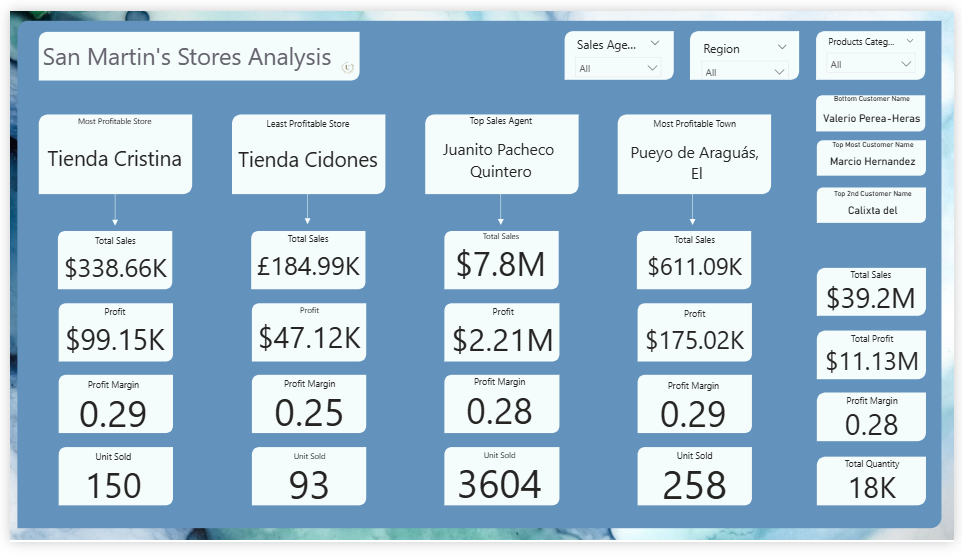 San Martin's Stores Analysis
Sales Age...
All
Region
All
Products Categ...
All
Most Profitable Store
Tienda Cristina
Total Sales
$338.66K
Profit
$99.15K
Profit Margin
0.29
Unit Sold
150
Least Profitable Store
Tienda Cidones
Total Sales
£184.99K
Profit
$47.12K
Profit Margin
0.25
Unit Sold
93
Top Sales Agent
Juanito Pacheco
Quintero
Total Sales
$7.8M
Profit
$2.21M
Profit Margin
0.28
Unit Sold
3604
Most Profitable Town
Pueyo de Araguás,
El
Total Sales
$611.09K
Profit
$175.02K
Profit Margin
0.29
Unit Sold
258
Bottom Customer Name
Valerio Perea-Heras
Top Most Customer Name
Marcio Hernandez
Top 2nd Customer Name
Calixta del
Total Sales
$39.2M
Total Profit
$11.13M
Profit Margin
0.28
Total Quantity
18K